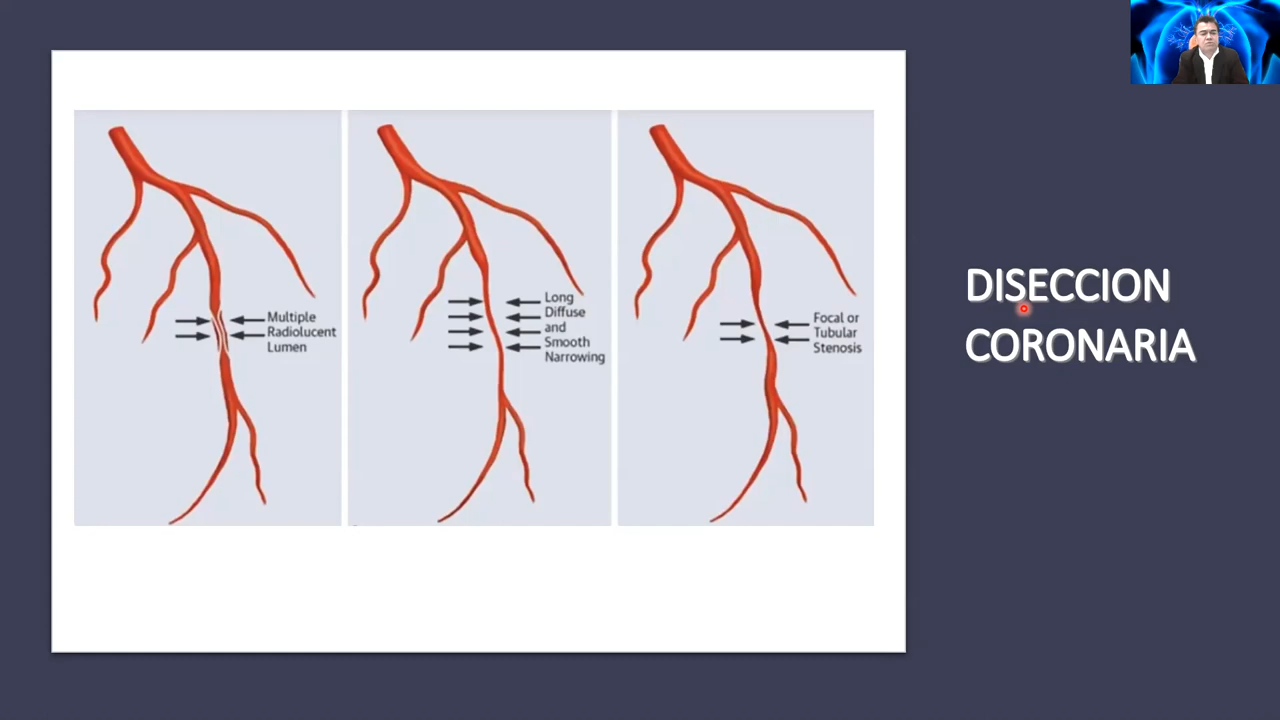 Multiple
Radiolucent
Lumen
Long
Diffuse
and
Smooth
Narrowing
Focal or
Tubular
Stenosis
DISECCION
CORONARIA